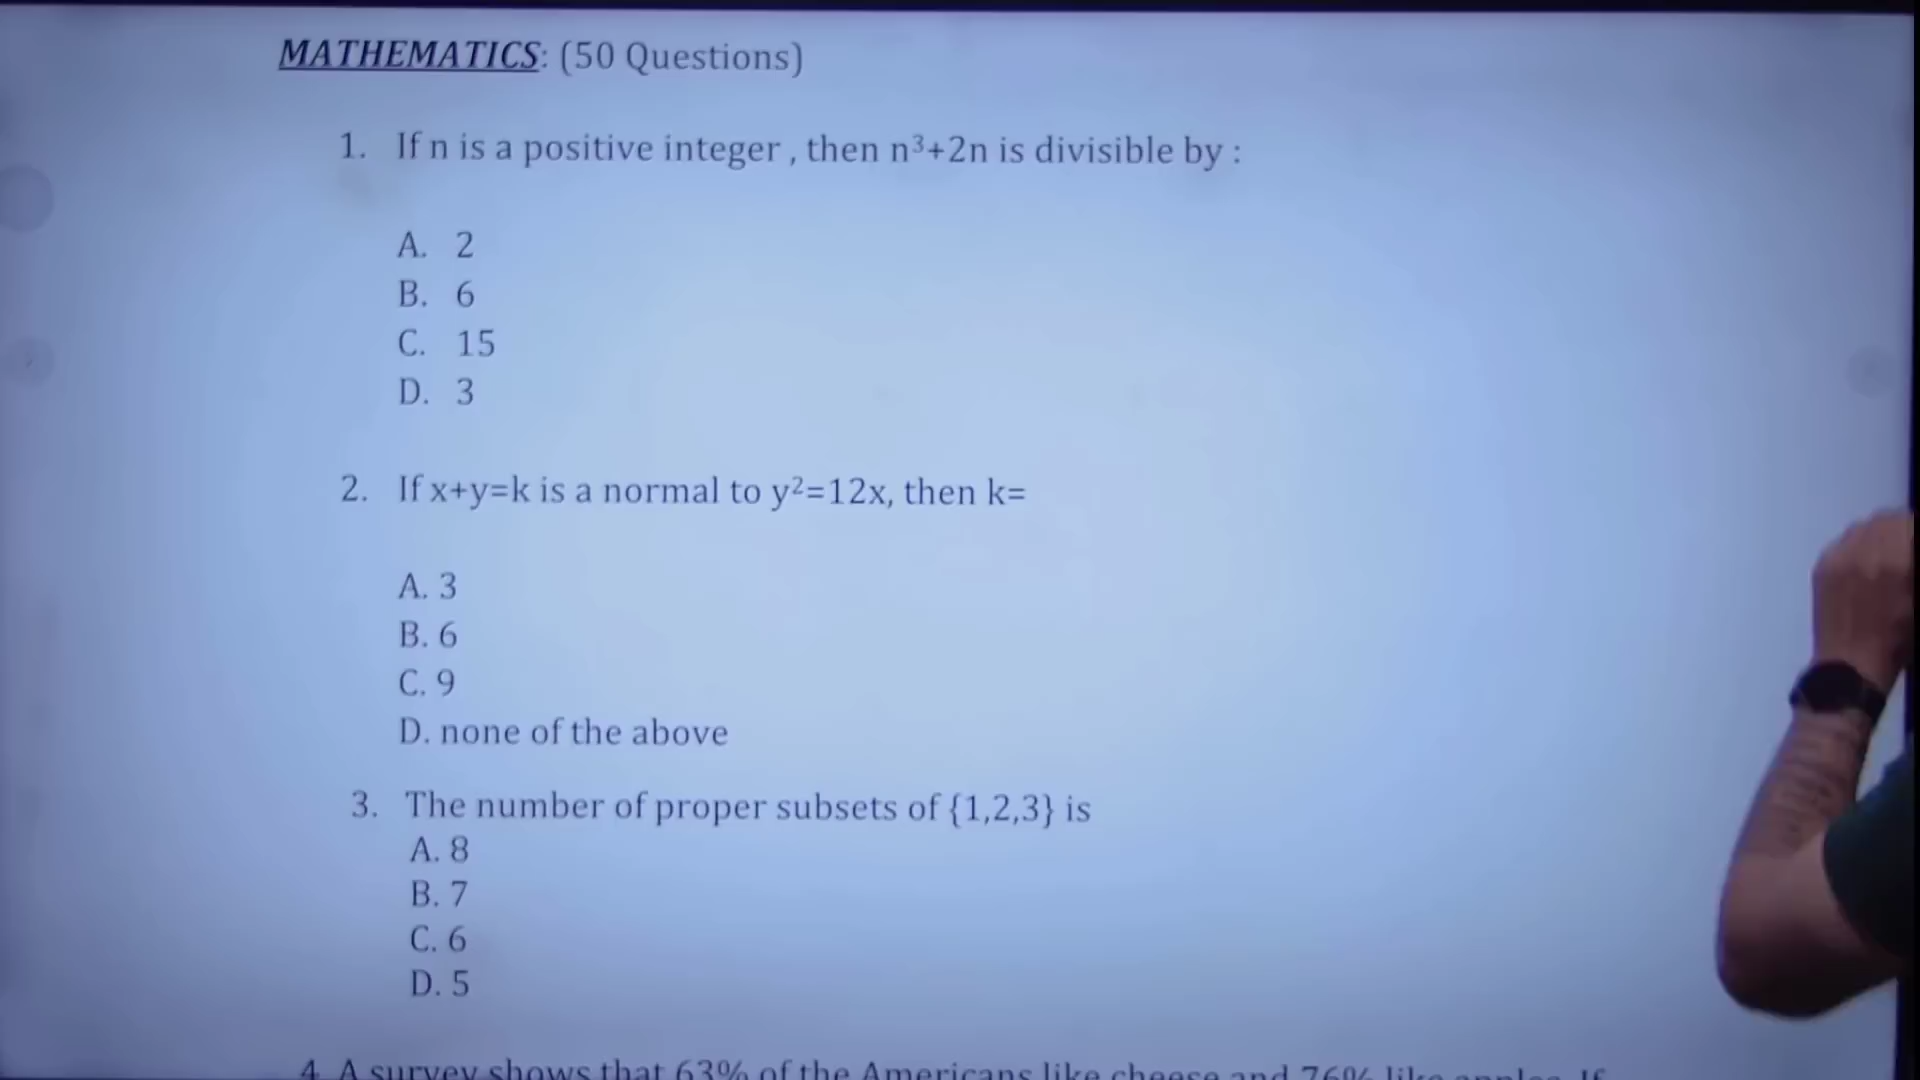 MATHEMATICS: (50 Questions)
1. If n is a positive integer , then n³+2n is divisible by :
A. 2
B. 6
C. 15
D. 3
2. If x+y=k is a normal to y²=12x, then k=
A. 3
B. 6
C. 9
D. none of the above
3. The number of proper subsets of {1,2,3} is
A. 8
B. 7
C. 6
D. 5
4. A survey shows that 63% of the Americans like cheese and 76% like apples. If